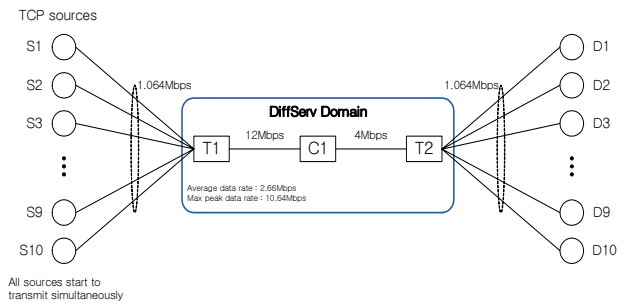 TCP sources
S1
S2
S3
S9
S10
1.064Mbps
DiffServ Domain
T1
12Mbps
C1
4Mbps
T2
Average data rate : 2.66Mbps
Max peak data rate : 10.64Mbps
1.064Mbps
D1
D2
D3
D9
D10
All sources start to
transmit simultaneously